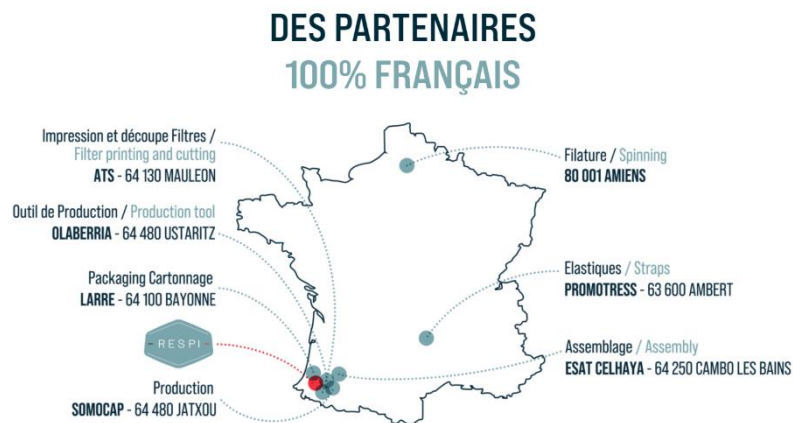 DES PARTENAIRES
100% FRANÇAIS
Impression et découpe Filtres /
Filter printing and cutting
ATS - 64 130 MAULEON
Outil de Production / Production tool
OLABERRIA - 64 480 USTARITZ
Packaging Cartonnage
LARRE - 64 100 BAYONNE
RESPI
Production
SOMOCAP - 64 480 JATXOU
Filature / Spinning
80 001 AMIENS
Elastiques / Straps
PROMOTRESS - 63 600 AMBERT
Assemblage / Assembly
ESAT CELHAYA - 64 250 CAMBO LES BAINS